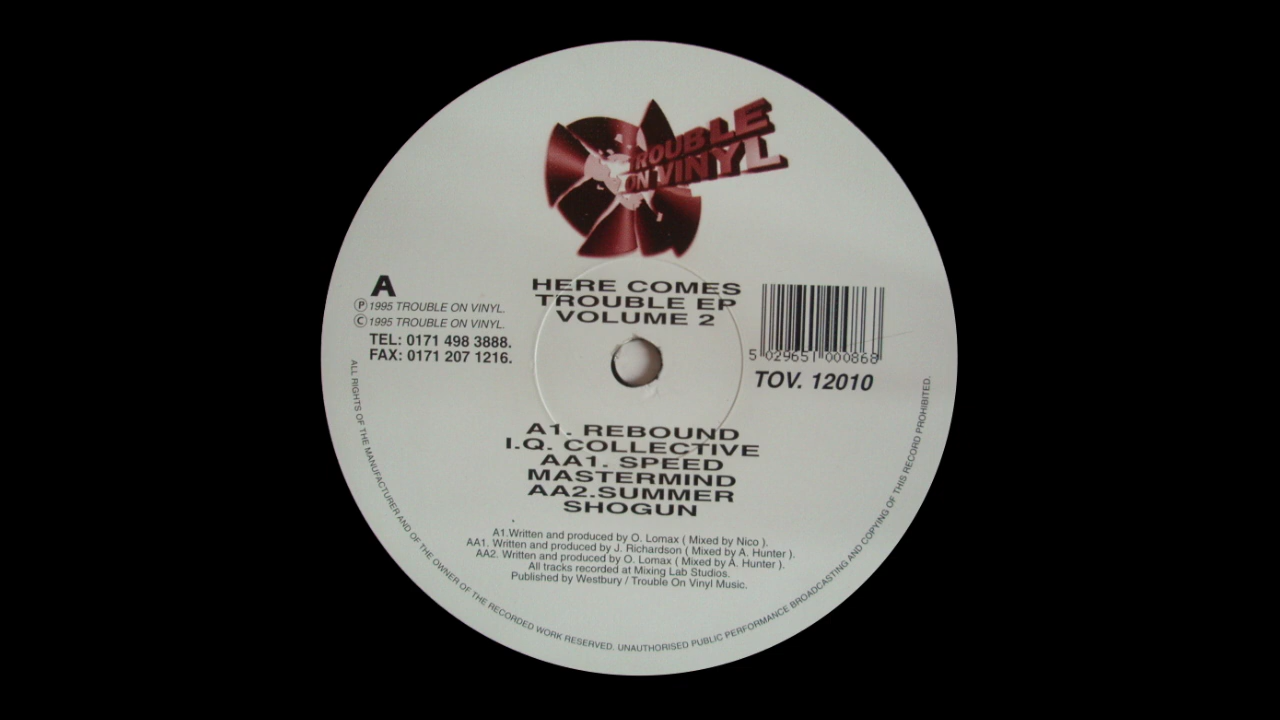 TROUBLE
ON VINYL
A
Ⓟ 1995 TROUBLE ON VINYL.
© 1995 TROUBLE ON VINYL.
TEL: 0171 498 3888.
FAX: 0171 207 1216.
HERE COMES
TROUBLE EP
VOLUME 2
5 029651 000868
TOV. 12010
A1. REBOUND
I.Q. COLLECTIVE
AA1. SPEED
MASTERMIND
AA2.SUMMER
SHOGUN
A1.Written and produced by O. Lomax ( Mixed by Nico ).
AA1. Written and produced by J. Richardson ( Mixed by A. Hunter ).
AA2. Written and produced by O. Lomax ( Mixed by A. Hunter ).
All tracks recorded at Mixing Lab Studios.
Published by Westbury / Trouble On Vinyl Music.
ALL RIGHTS OF THE MANUFACTURER AND OF THE OWNER OF THE RECORDED WORK RESERVED. UNAUTHORISED PUBLIC PERFORMANCE BROADCASTING AND COPYING OF THIS RECORD PROHIBITED.